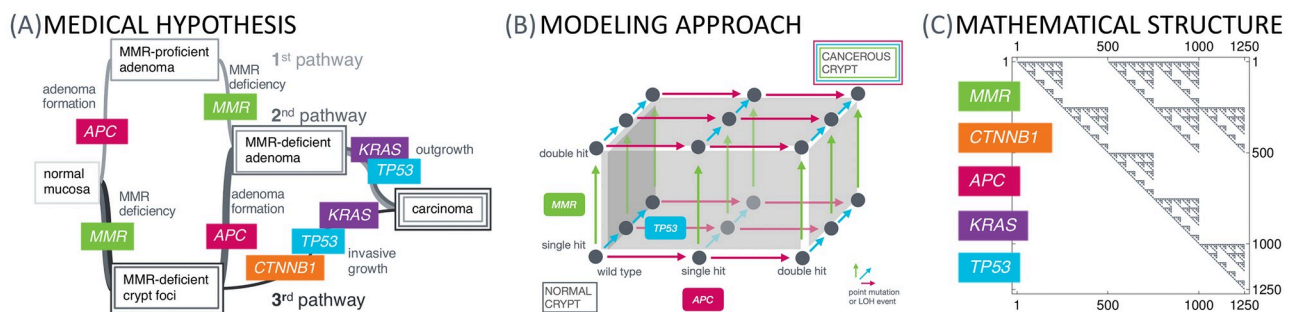 (A) MEDICAL HYPOTHESIS
MMR-proficient
adenoma
1st pathway
adenoma
formation
MMR
deficiency
MMR
APC
2nd pathway
MMR-deficient
adenoma
KRAS
outgrowth
TP53
normal
mucosa
MMR
deficiency
adenoma
formation
KRAS
carcinoma
MMR
APC
TP53
invasive
growth
CTNNB1
MMR-deficient
crypt foci
3rd pathway
(B) MODELING APPROACH
CANCEROUS
CRYPT
double hit
MMR
TP53
single hit
wild type
single hit
double hit
NORMAL
CRYPT
APC
point mutation
or LOH event
(C) MATHEMATICAL STRUCTURE
1 500 1000 1250
1 1
MMR
CTNNB1
500 500
APC
KRAS
1000 1000
TP53
1250 1250
1 500 1000 1250